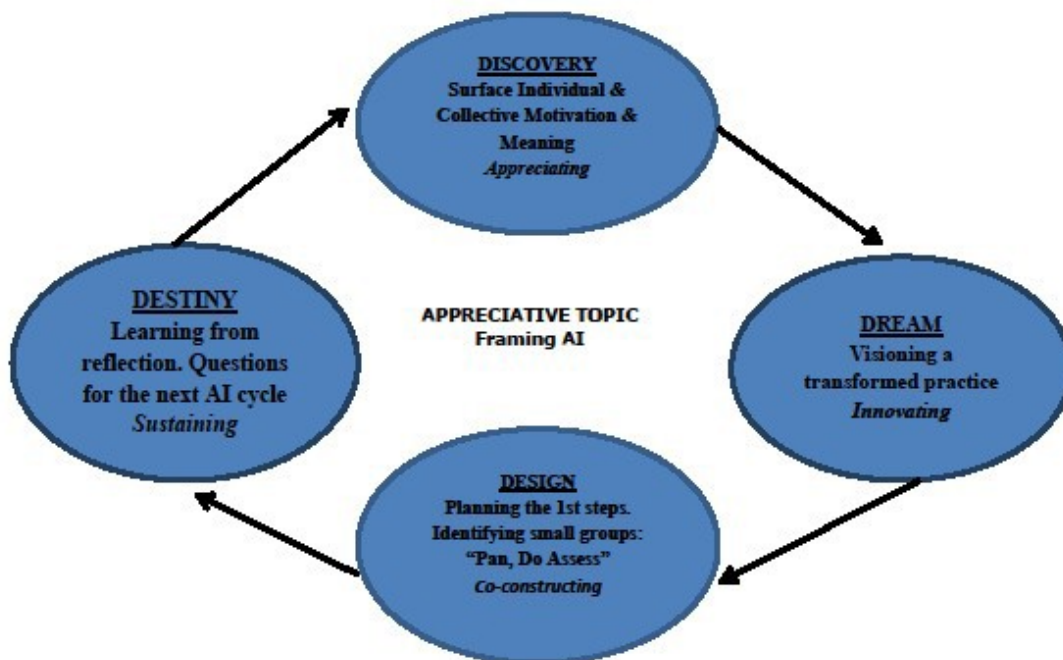 DISCOVERY
Surface Individual &
Collective Motivation &
Meaning
Appreciating
DESTINY
Learning from
reflection. Questions
for the next AI cycle
Sustaining
APPRECIATIVE TOPIC
Framing AI
DREAM
Visioning a
transformed practice
Innovating
DESIGN
Planning the 1st steps.
Identifying small groups:
“Pan, Do Assess”
Co-constructing